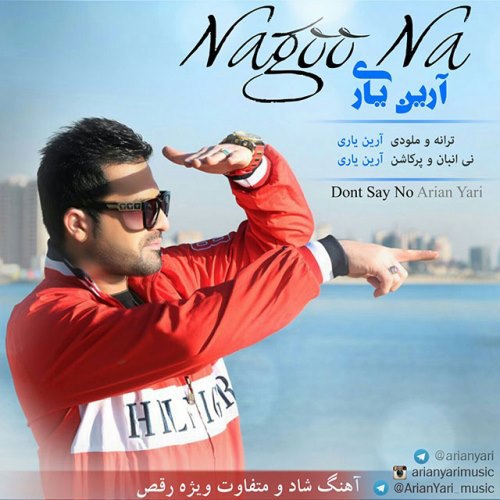 Nagoo Na
آرین یاری
ترانه و ملودی آرین یاری
نی انبان و پرکاشن آرین یاری
Dont Say No Arian Yari
@arianyari
arianyarimusic
@ArianYari_music
آهنگ شاد و متفاوت ویژه رقص